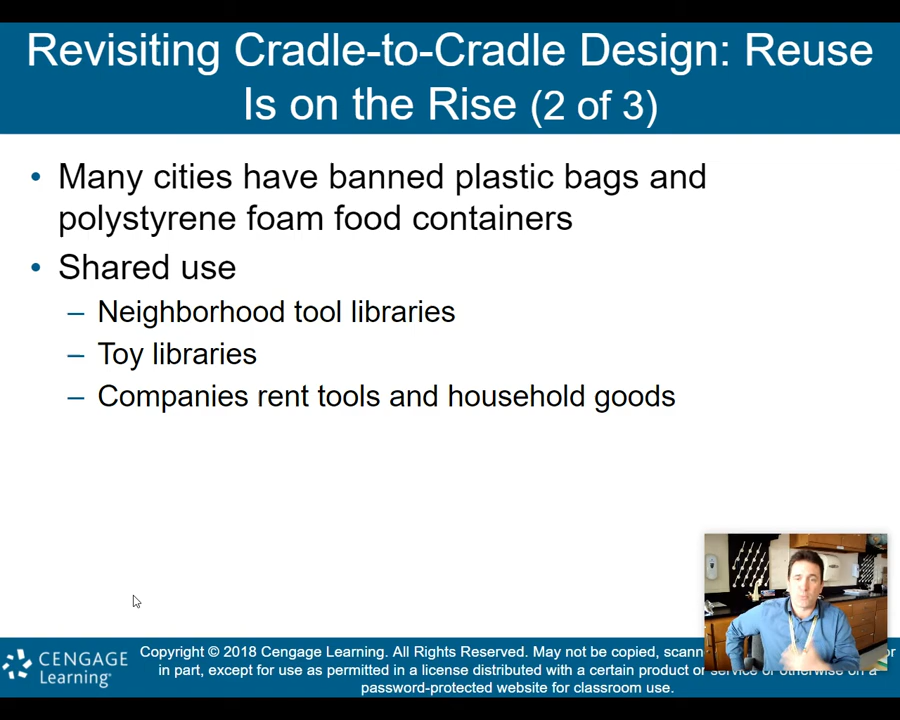 Revisiting Cradle-to-Cradle Design: Reuse
Is on the Rise (2 of 3)
• Many cities have banned plastic bags and
polystyrene foam food containers
• Shared use
– Neighborhood tool libraries
– Toy libraries
– Companies rent tools and household goods
CENGAGE
Learning®
Copyright © 2018 Cengage Learning. All Rights Reserved. May not be copied, or
in part, except for use as permitted in a license distributed with a certain product or service or otherwise on a
password-protected website for classroom use.